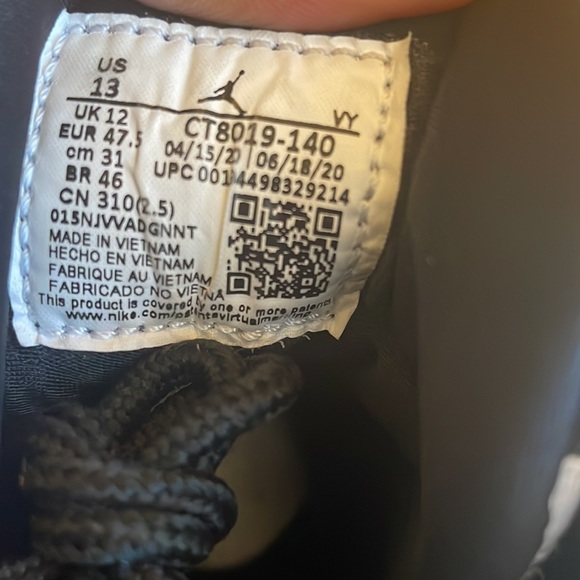 US
13
VY
UK 12
CT8019-140
EUR 47.5
04/15/20 06/18/20
cm 31
UPC 00194498329214
BR 46
CN 310(2.5)
015NJVVADGNNT
MADE IN VIETNAM
HECHO EN VIETNAM
FABRIQUE AU VIETNAM
FABRICADO NO VIETNA
This product is covered by one or more patents
www.nike.com/patentsvirtual